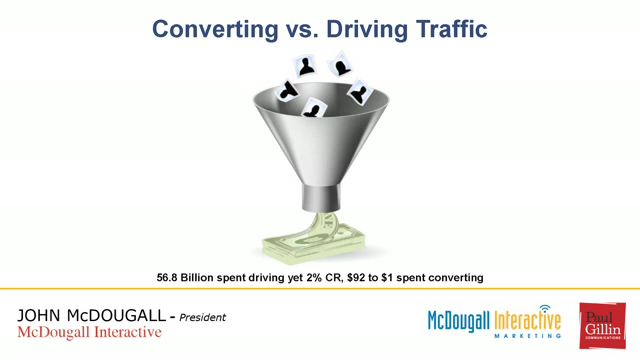 Converting vs. Driving Traffic
56.8 Billion spent driving yet 2% CR, $92 to $1 spent converting
JOHN McDOUGALL - President
McDougall Interactive
McDougall Interactive
MARKETING
Paul
Gillin
COMMUNICATIONS